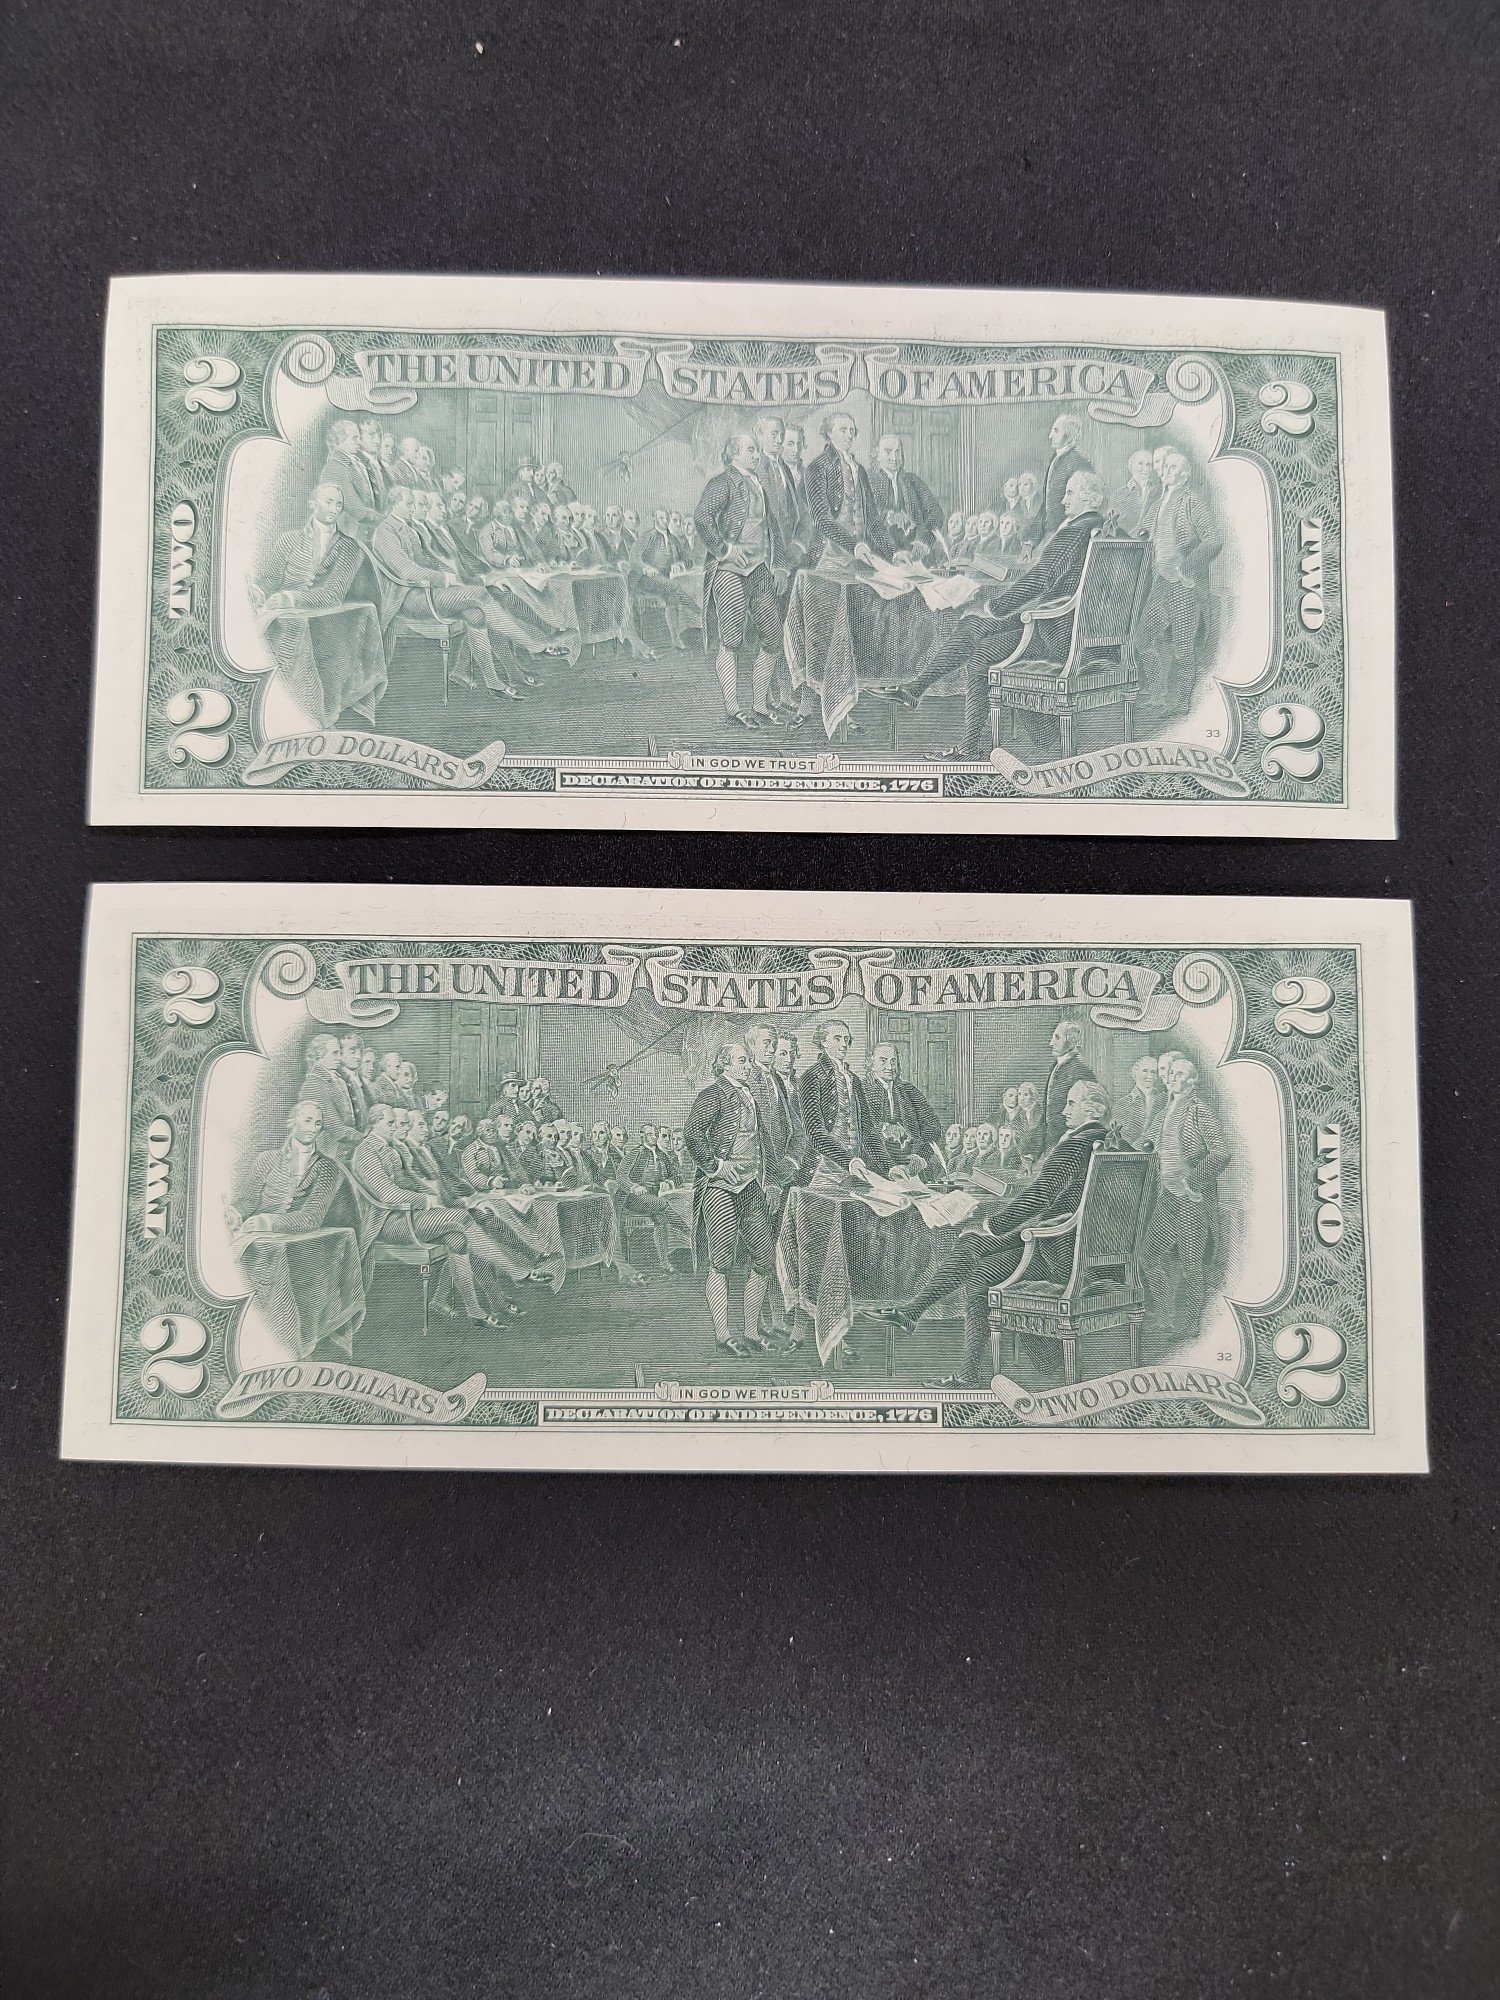 2 THE UNITED STATES OF AMERICA 2
TWO TWO
33
2 TWO DOLLARS IN GOD WE TRUST TWO DOLLARS 2
DECLARATION OF INDEPENDENCE, 1776
2 THE UNITED STATES OF AMERICA 2
TWO TWO
32
2 TWO DOLLARS IN GOD WE TRUST TWO DOLLARS 2
DECLARATION OF INDEPENDENCE, 1776